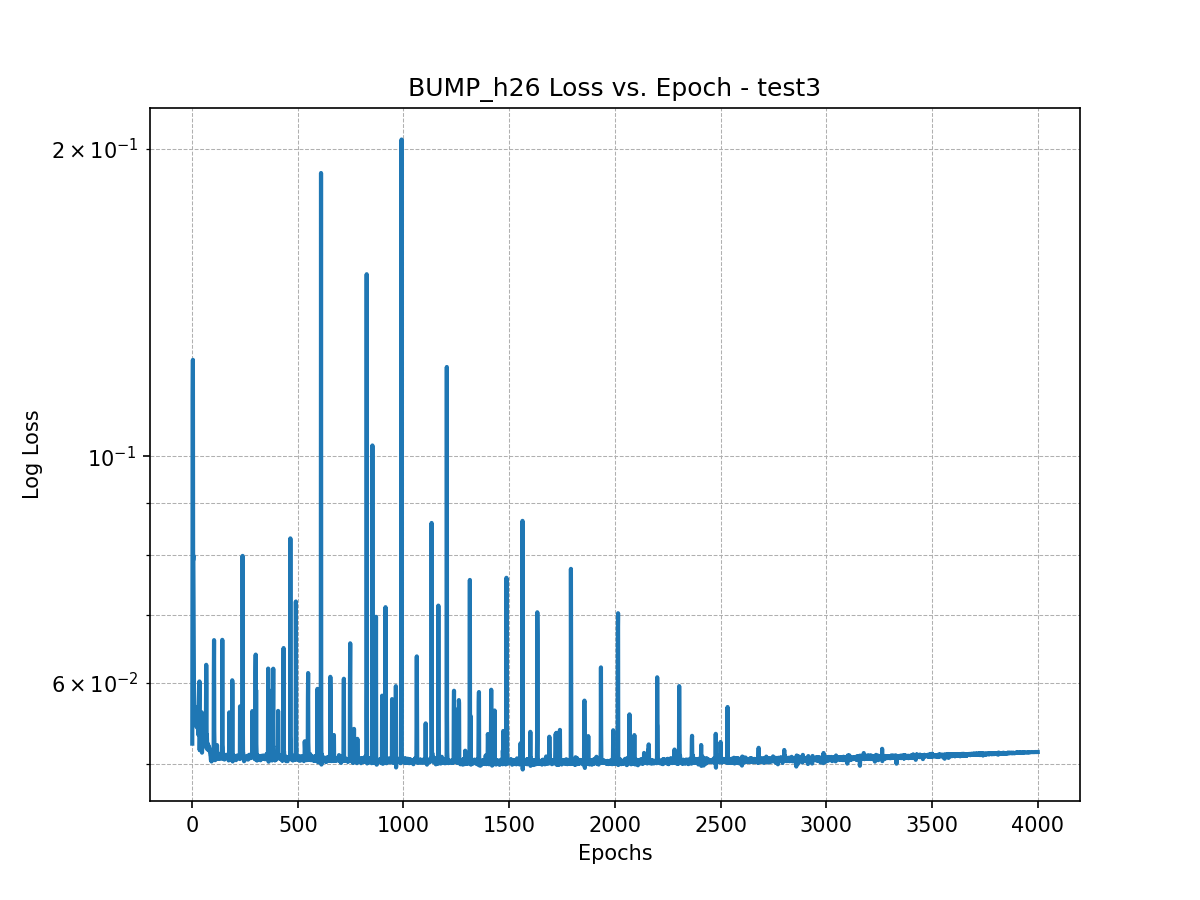 BUMP_h26 Loss vs. Epoch - test3
Log Loss
2 × 10⁻¹
10⁻¹
6 × 10⁻²
0 500 1000 1500 2000 2500 3000 3500 4000
Epochs